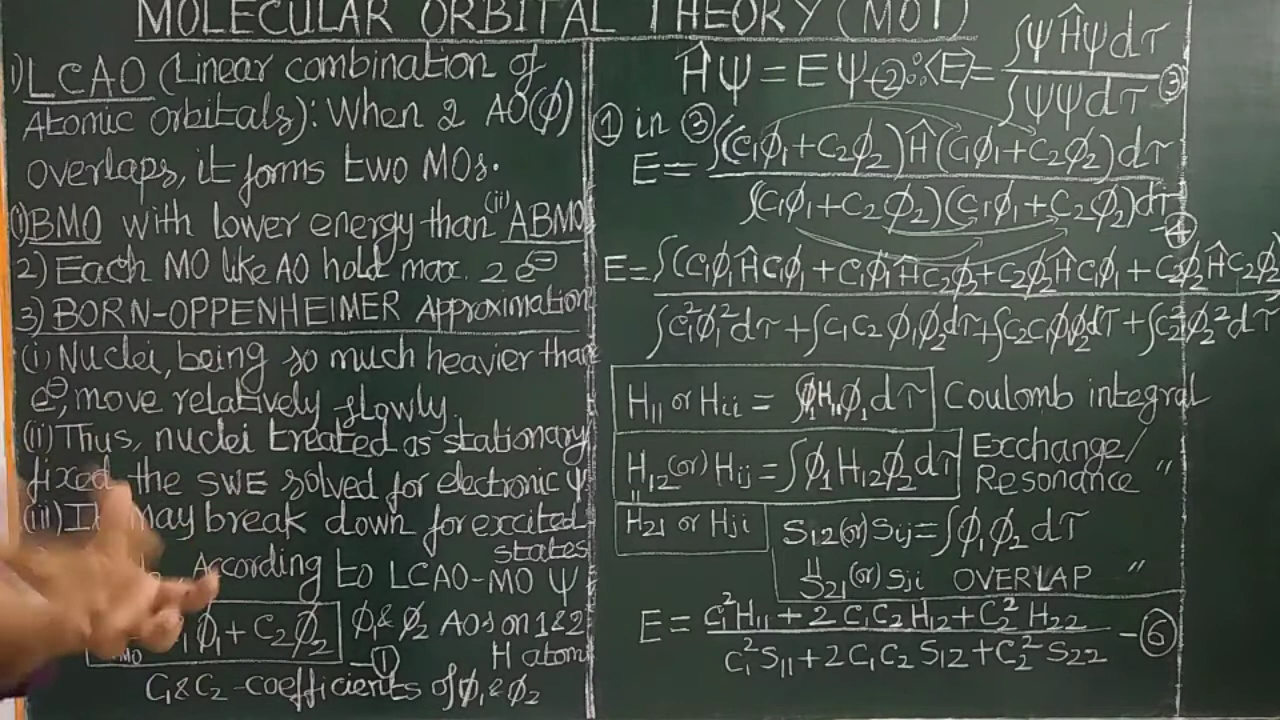 MOLECULAR ORBITAL THEORY (MOT)
1) LCAO (Linear combination of
Atomic orbitals): When 2 AO(ϕ)
overlaps, it forms two MOs.
(i) BMO with lower energy than (ii) ABMO
2) Each MO like AO hold max. 2 e⊖
3) BORN-OPPENHEIMER Approximation
(i) Nuclei, being so much heavier than
e⊖, move relatively slowly.
(ii) Thus, nuclei treated as stationary/
fixed the SWE solved for electronic ψ
(iii) It may break down for excited
states
According to LCAO-MO ψ
MO 1ϕ1 + C2ϕ2 ϕ1 & ϕ2 AOs on 1 & 2
-① H atom
C1 & C2 - coefficients of ϕ1 & ϕ2
Ĥψ = Eψ -② ∴ <E> = ∫ψĤψdτ / ∫ψψdτ ③
① in ③
E = ∫(C1ϕ1 + C2ϕ2)Ĥ(C1ϕ1 + C2ϕ2)dτ / ∫(C1ϕ1 + C2ϕ2)(C1ϕ1 + C2ϕ2)dτ -④
E = ∫(C1ϕ1ĤC1ϕ1 + C1ϕ1ĤC2ϕ2 + C2ϕ2ĤC1ϕ1 + C2ϕ2ĤC2ϕ2 / ∫C1²ϕ1²dτ + ∫C1C2ϕ1ϕ2dτ + ∫C2C1ϕ1ϕ2dτ + ∫C2²ϕ2²dτ
H11 or Hii = ∫ϕ1H11ϕ1dτ Coulomb integral
H12 (or) Hij = ∫ϕ1H12ϕ2dτ Exchange/
Resonance "
"
H21 or Hji S12 (or) Sij = ∫ϕ1ϕ2dτ
"
S21 (or) Sji OVERLAP "
E = C1²H11 + 2C1C2H12 + C2²H22 / C1²S11 + 2C1C2S12 + C2²S22 -⑥